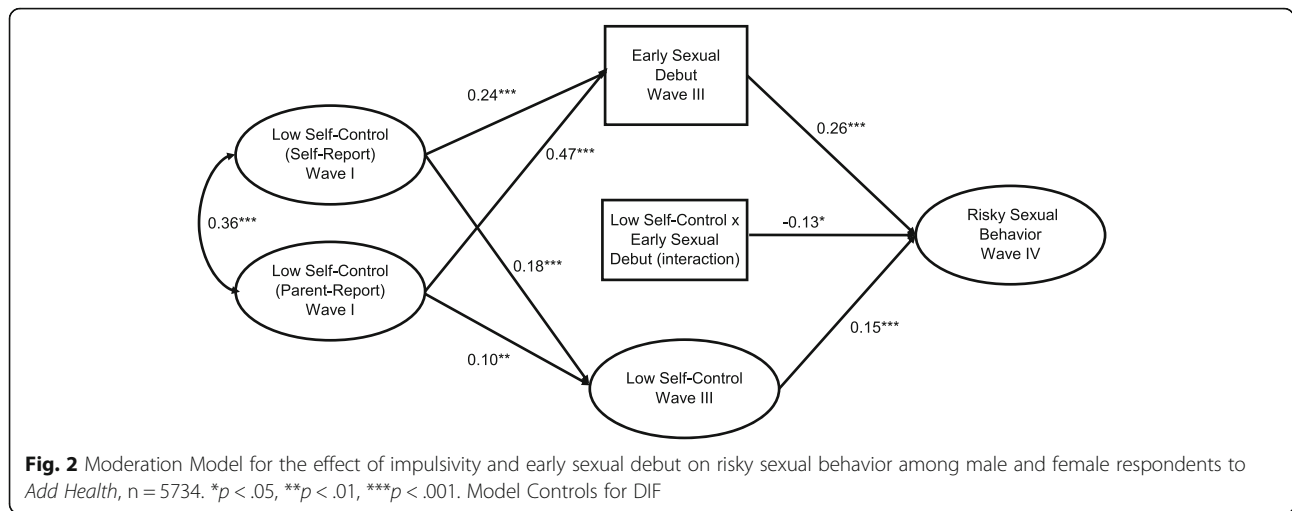 Early Sexual
Debut
Wave III
0.24***
0.26***
Low Self-Control
(Self-Report)
Wave I
0.47***
0.36***
Low Self-Control x
Early Sexual
Debut (interaction)
-0.13*
Risky Sexual
Behavior
Wave IV
Low Self-Control
(Parent-Report)
Wave I
0.18***
0.10**
0.15***
Low Self-Control
Wave III
Fig. 2 Moderation Model for the effect of impulsivity and early sexual debut on risky sexual behavior among male and female respondents to
Add Health, n = 5734. *p < .05, **p < .01, ***p < .001. Model Controls for DIF